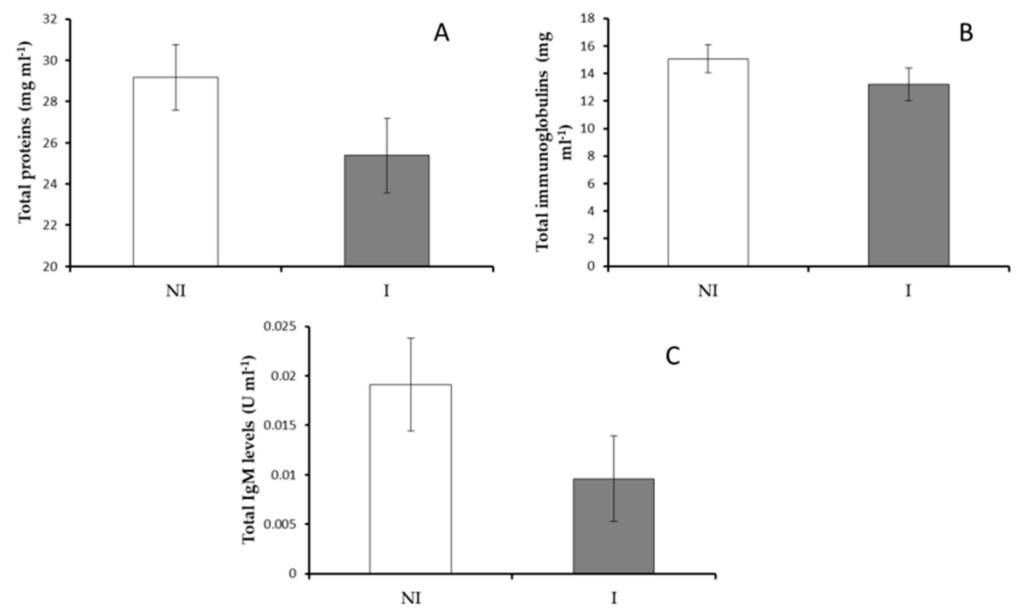 A
Total proteins (mg ml-1)
32
30
28
26
24
22
20
NI
I
B
Total immunoglobulins (mg
ml-1)
18
16
14
12
10
8
6
4
2
0
NI
I
C
Total IgM levels (U ml-1)
0.025
0.02
0.015
0.01
0.005
0
NI
I